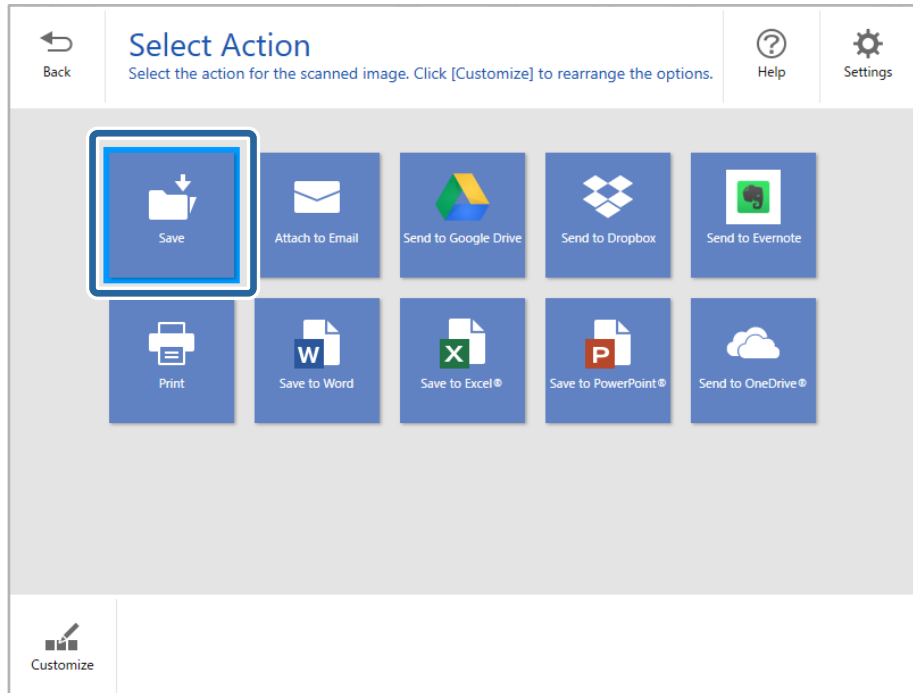 Back
Select Action
Select the action for the scanned image. Click [Customize] to rearrange the options.
Help
Settings
Save
Attach to Email
Send to Google Drive
Send to Dropbox
Send to Evernote
Print
W
Save to Word
X
Save to Excel®
P
Save to PowerPoint®
Send to OneDrive®
Customize